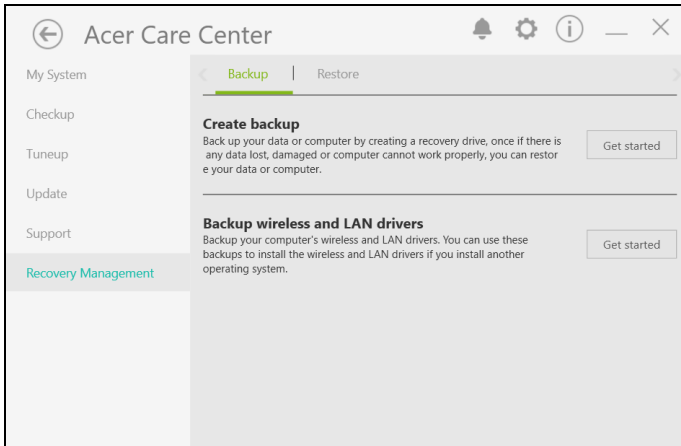 Acer Care Center
My System
Checkup
Tuneup
Update
Support
Recovery Management
Backup | Restore
Create backup
Back up your data or computer by creating a recovery drive, once if there is
any data lost, damaged or computer cannot work properly, you can restor
e your data or computer.
Get started
Backup wireless and LAN drivers
Backup your computer's wireless and LAN drivers. You can use these
backups to install the wireless and LAN drivers if you install another
operating system.
Get started